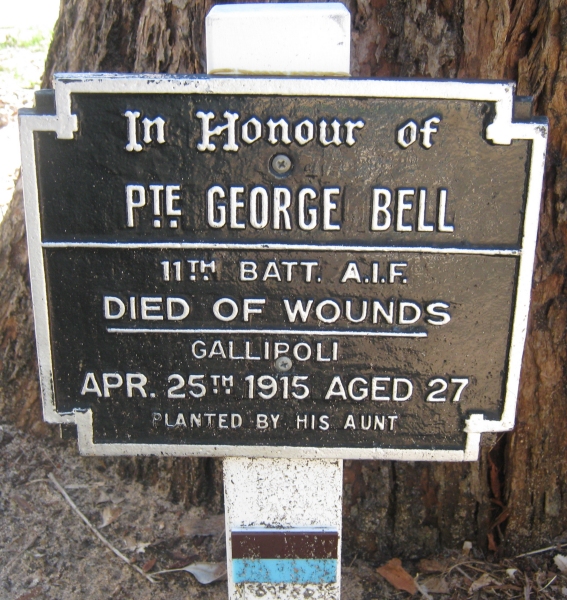 In Honour of
PTE GEORGE BELL
11TH BATT. A.I.F.
DIED OF WOUNDS
GALLIPOLI
APR. 25TH 1915 AGED 27
PLANTED BY HIS AUNT